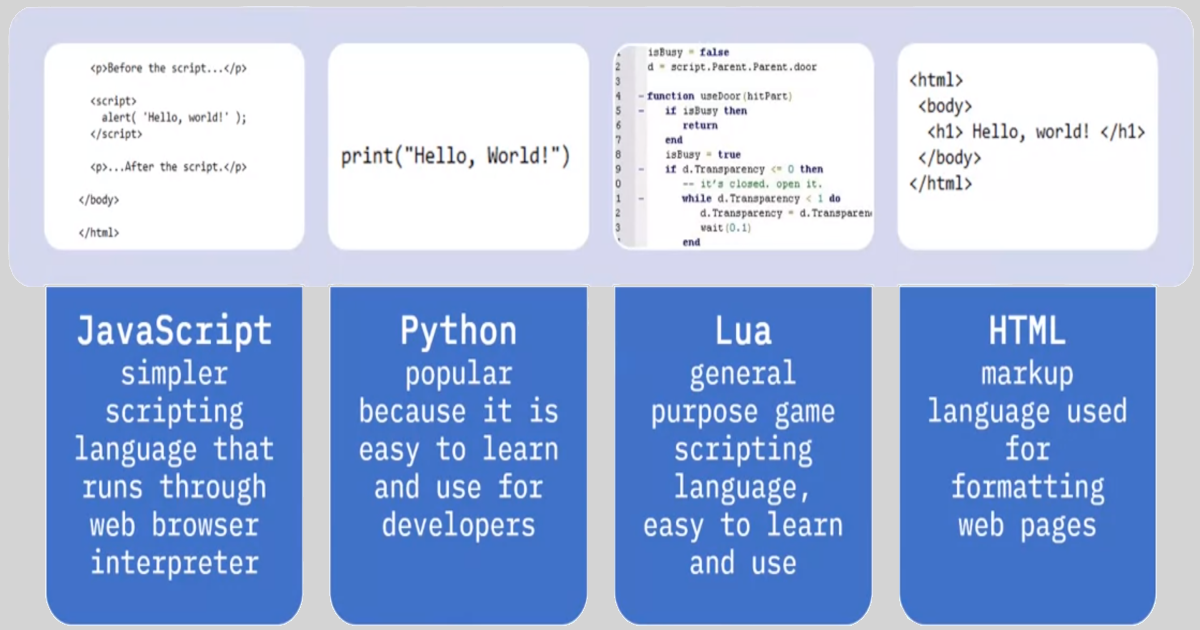 <p>Before the script...</p>
<script>
alert( 'Hello, world!' );
</script>
<p>...After the script.</p>
</body>
</html>
print("Hello, World!")
isBusy = false
2 d = script.Parent.Parent.door
3
4 function useDoor(hitPart)
5 if isBusy then
6 return
7 end
8 isBusy = true
9 if d.Transparency <= 0 then
0 -- it's closed. open it.
1 while d.Transparency < 1 do
2 d.Transparency = d.Transparen
3 wait(0.1)
end
<html>
<body>
<h1> Hello, world! </h1>
</body>
</html>
JavaScript
simpler
scripting
language that
runs through
web browser
interpreter
Python
popular
because it is
easy to learn
and use for
developers
Lua
general
purpose game
scripting
language,
easy to learn
and use
HTML
markup
language used
for
formatting
web pages